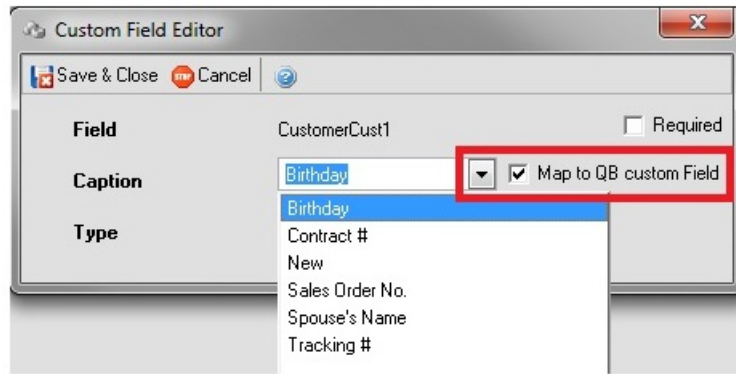 Custom Field Editor
X
Save & Close STOP Cancel ?
Field CustomerCust1 Required
Caption Birthday Map to QB custom Field
Birthday
Type
Contract #
New
Sales Order No.
Spouse's Name
Tracking #